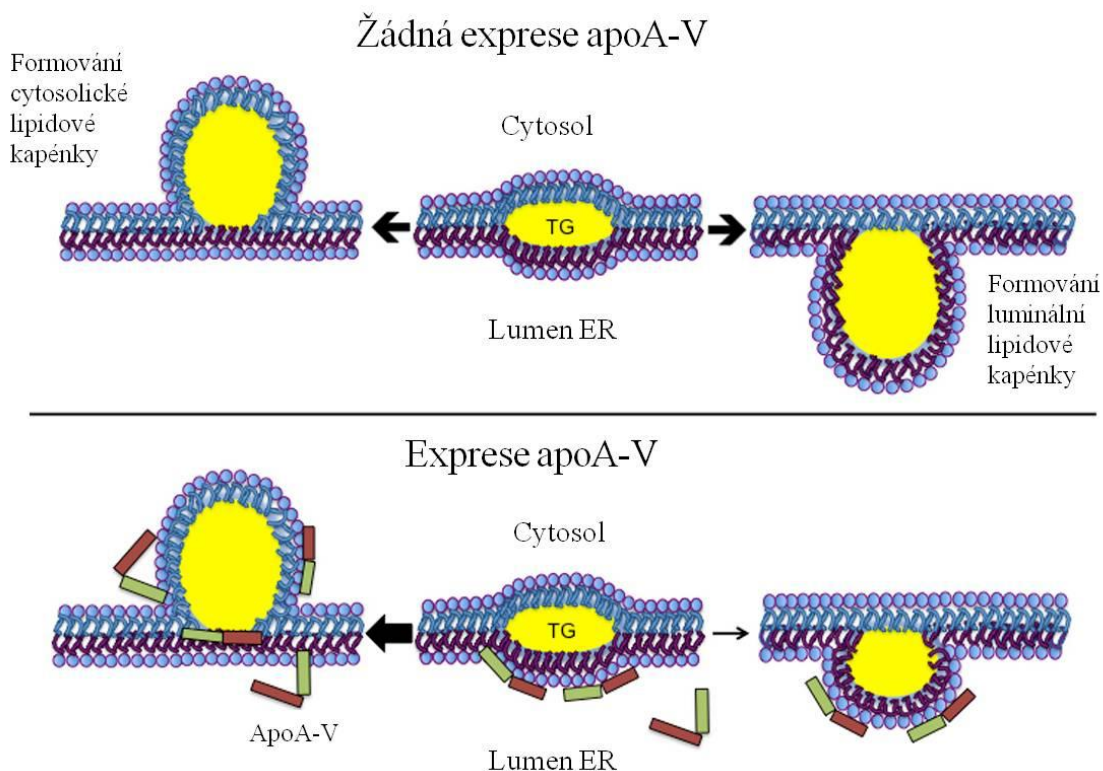 Žádná exprese apoA-V
Formování
cytosolické
lipidové
kapénky
Cytosol
TG
Lumen ER
Formování
luminální
lipidové
kapénky
Exprese apoA-V
Cytosol
TG
ApoA-V
Lumen ER